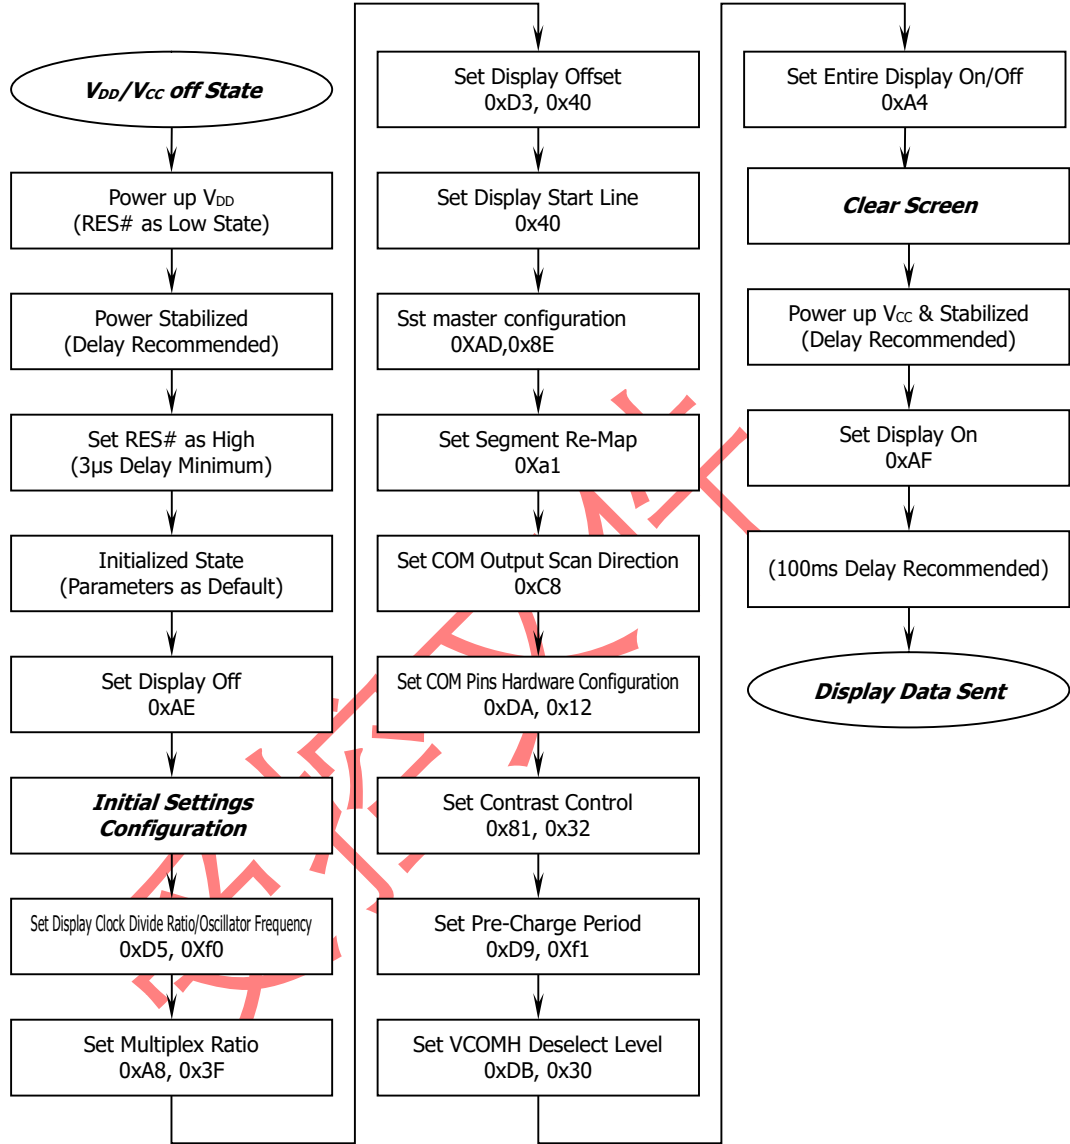 VDD/VCC off State
Power up VDD
(RES# as Low State)
Power Stabilized
(Delay Recommended)
Set RES# as High
(3μs Delay Minimum)
Initialized State
(Parameters as Default)
Set Display Off
0xAE
Initial Settings
Configuration
Set Display Clock Divide Ratio/Oscillator Frequency
0xD5, 0Xf0
Set Multiplex Ratio
0xA8, 0x3F
Set Display Offset
0xD3, 0x40
Set Display Start Line
0x40
Sst master configuration
0XAD,0x8E
Set Segment Re-Map
0Xa1
Set COM Output Scan Direction
0xC8
Set COM Pins Hardware Configuration
0xDA, 0x12
Set Contrast Control
0x81, 0x32
Set Pre-Charge Period
0xD9, 0Xf1
Set VCOMH Deselect Level
0xDB, 0x30
Set Entire Display On/Off
0xA4
Clear Screen
Power up VCC & Stabilized
(Delay Recommended)
Set Display On
0xAF
(100ms Delay Recommended)
Display Data Sent